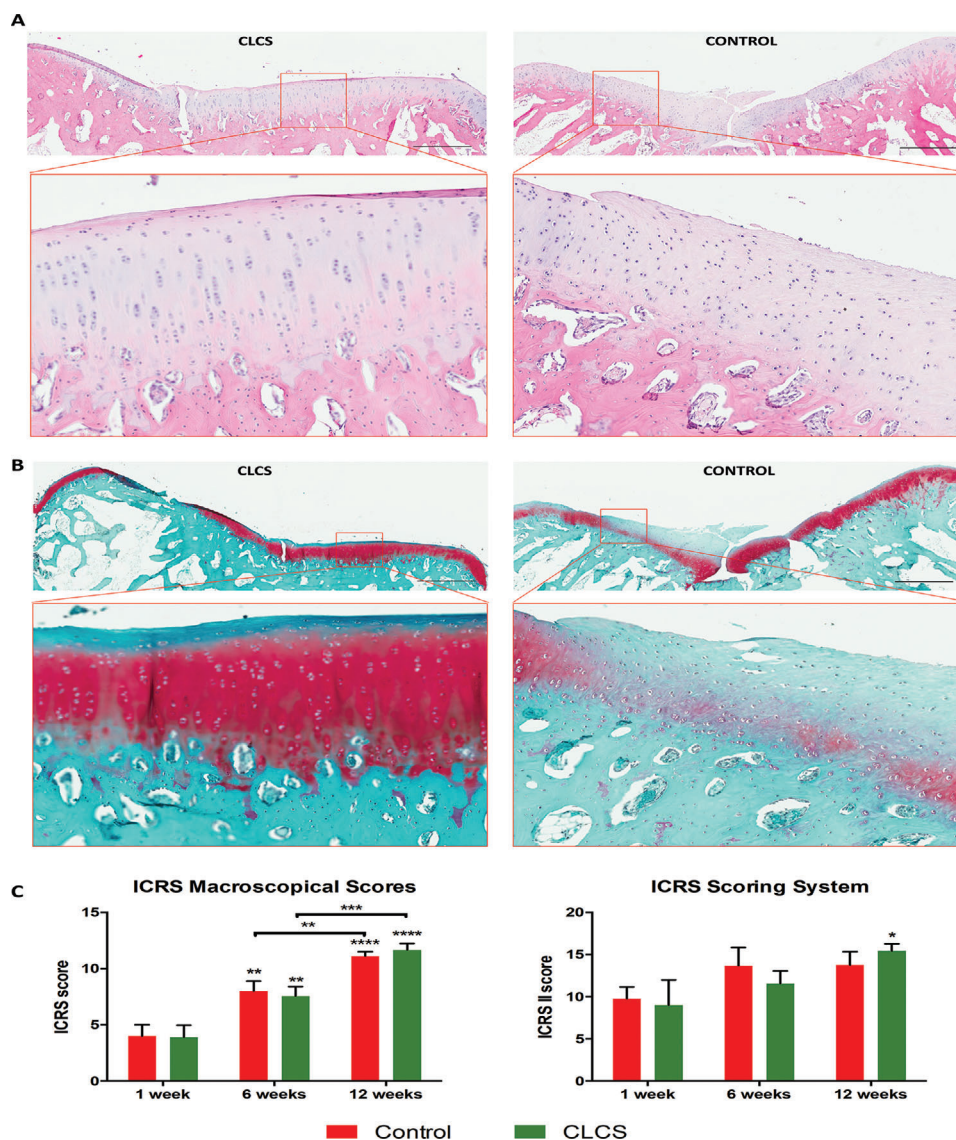 A
CLCS
CONTROL
B
CLCS
CONTROL
C
ICRS Macroscopical Scores
ICRS score
15
10
5
0
**
**
**
***
****
****
1 week
6 weeks
12 weeks
ICRS Scoring System
ICRS II score
20
15
10
5
0
*
1 week
6 weeks
12 weeks
Control
CLCS